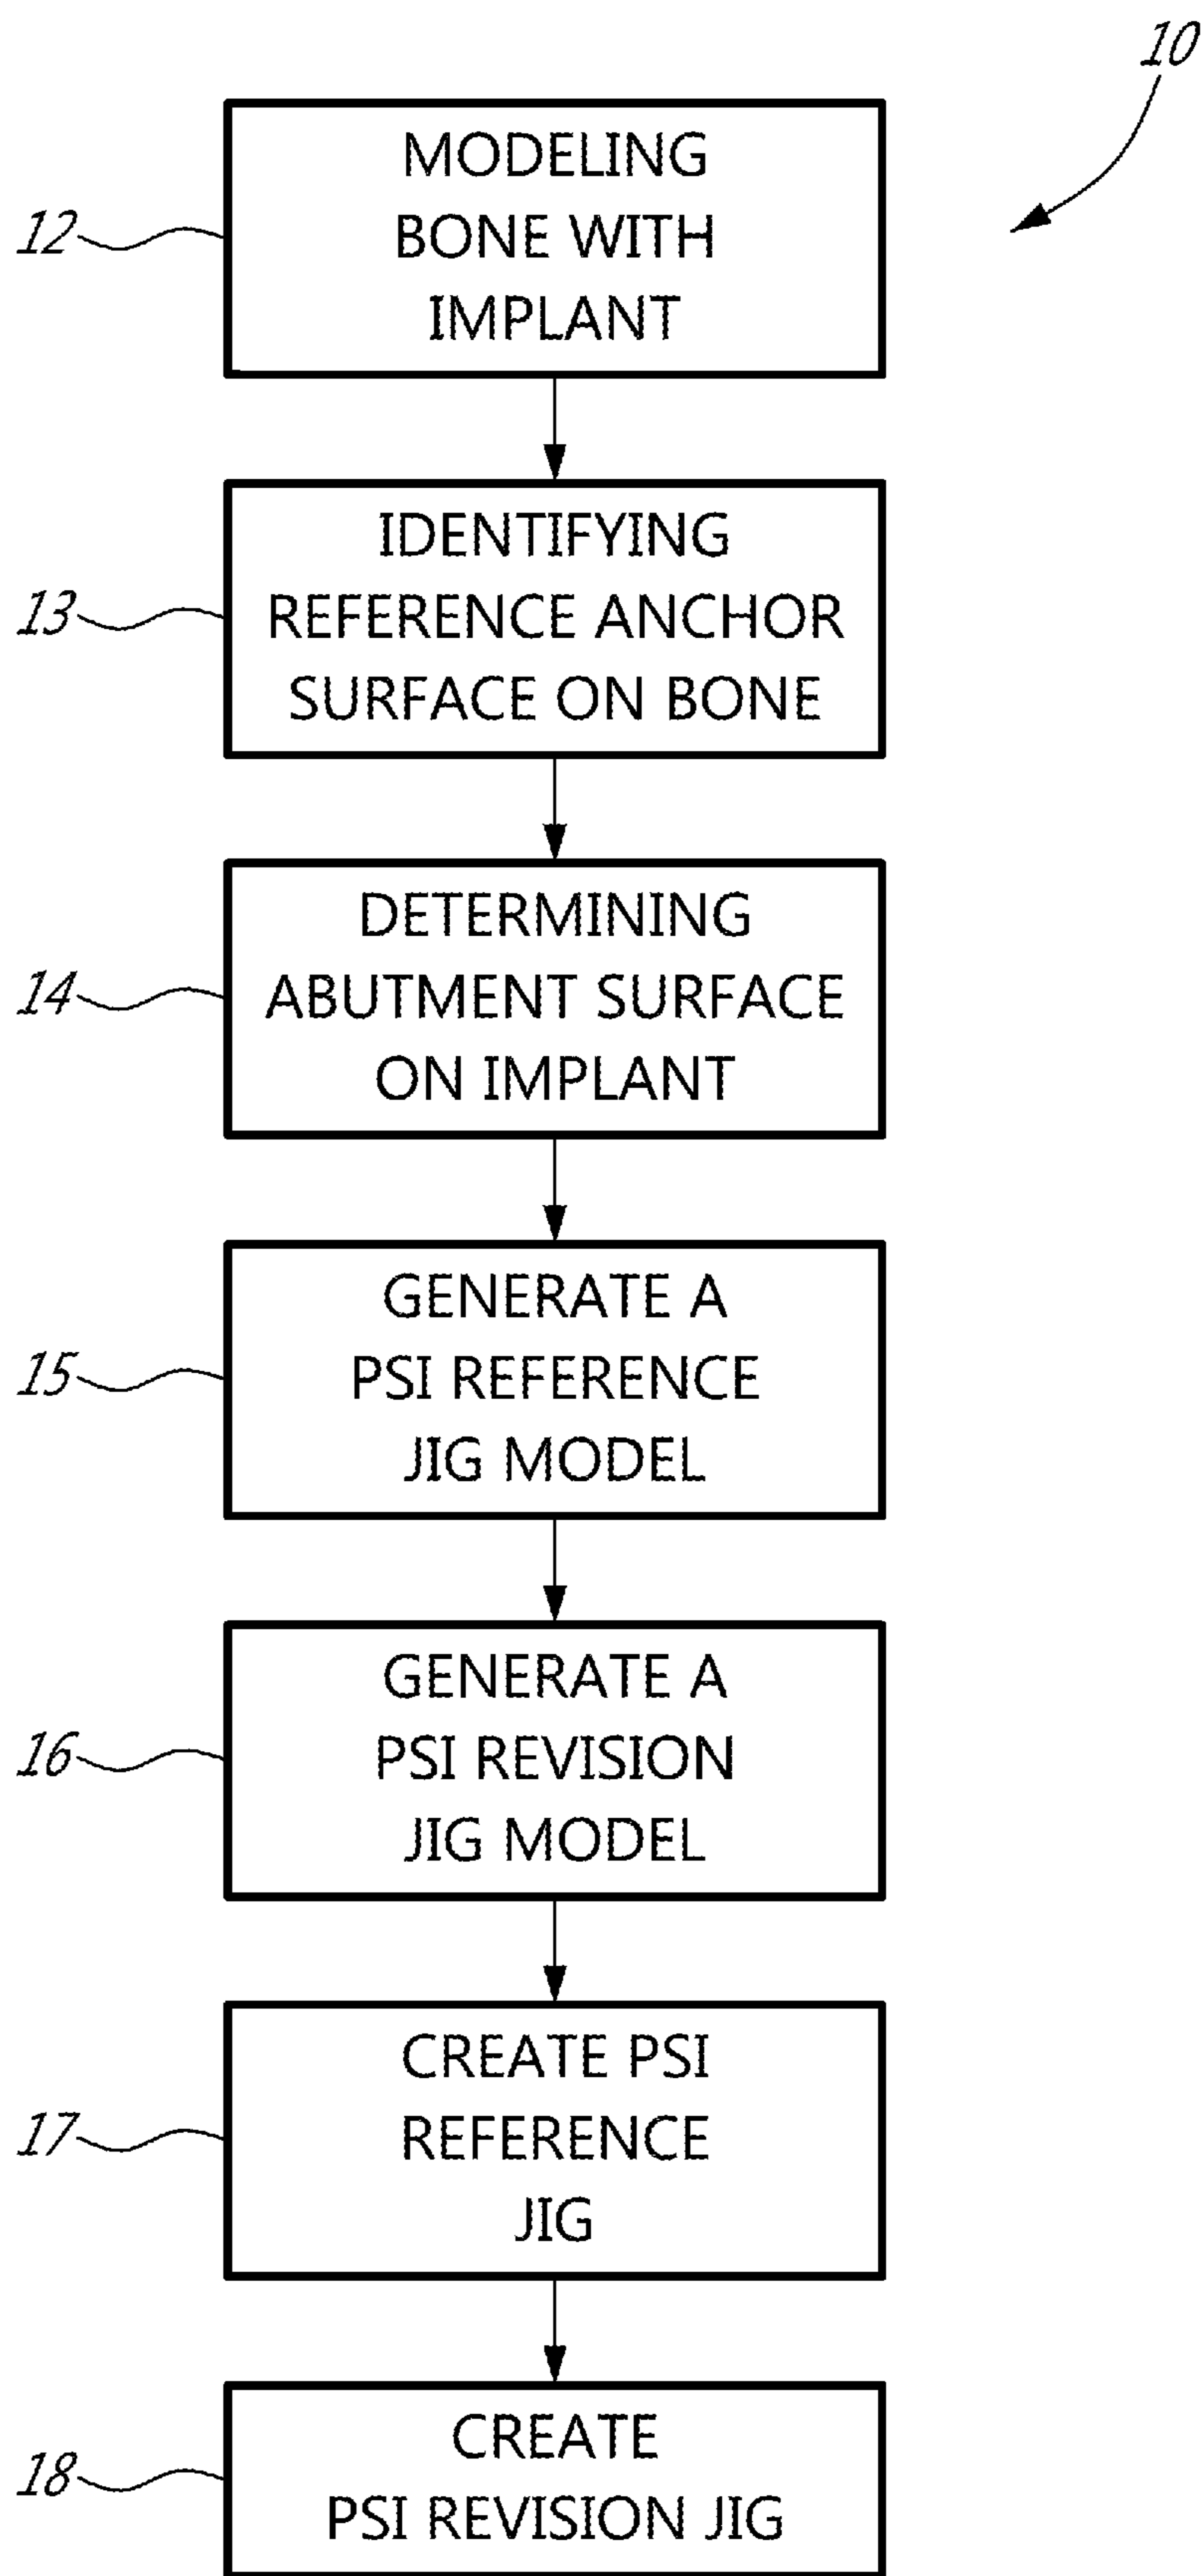 10
12
MODELING
BONE WITH
IMPLANT
13
IDENTIFYING
REFERENCE ANCHOR
SURFACE ON BONE
14
DETERMINING
ABUTMENT SURFACE
ON IMPLANT
15
GENERATE A
PSI REFERENCE
JIG MODEL
16
GENERATE A
PSI REVISION
JIG MODEL
17
CREATE PSI
REFERENCE
JIG
18
CREATE
PSI REVISION JIG